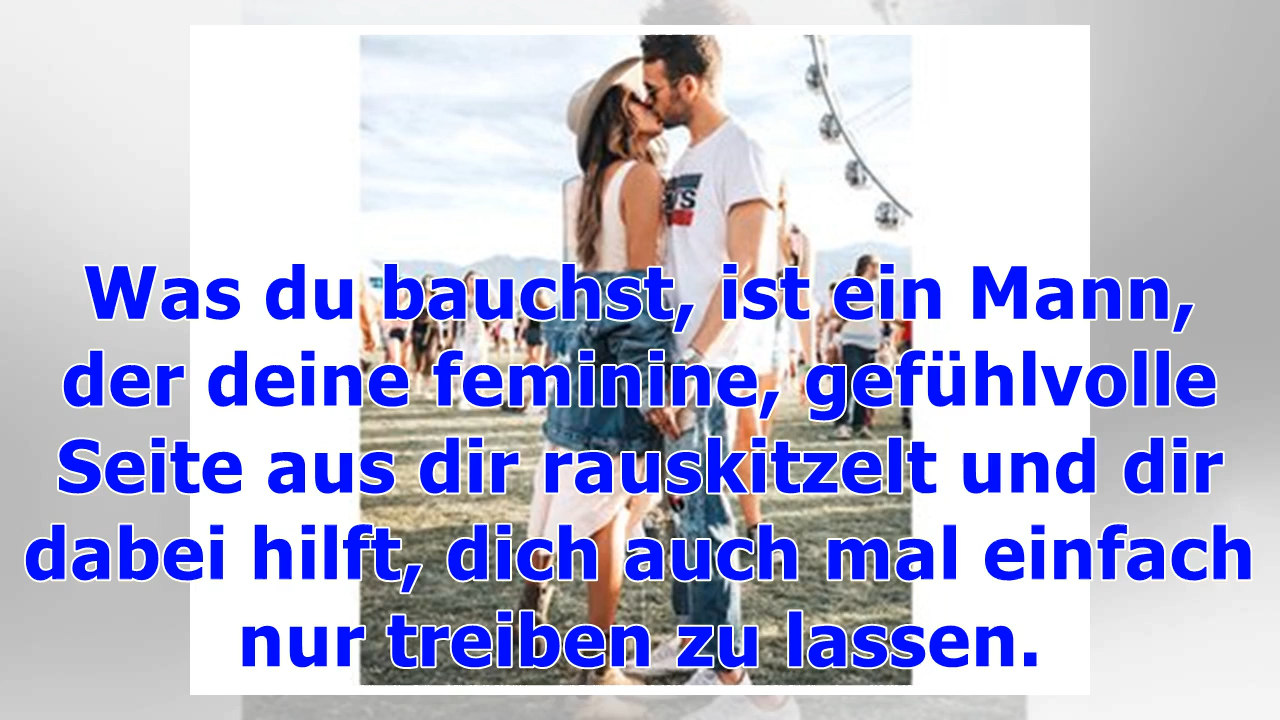 Was du bauchst, ist ein Mann,
der deine feminine, gefühlvolle
Seite aus dir rauskitzelt und dir
dabei hilft, dich auch mal einfach
nur treiben zu lassen.